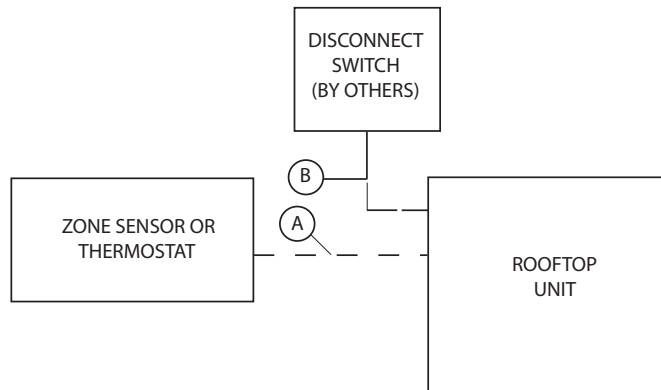 DISCONNECT
SWITCH
(BY OTHERS)
B
ZONE SENSOR OR
THERMOSTAT
A
ROOFTOP
UNIT